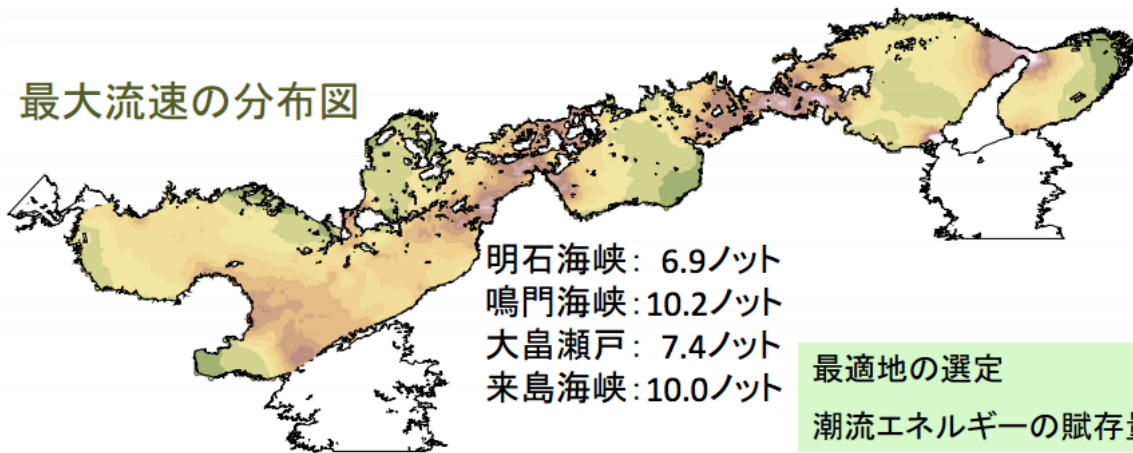 最大流速の分布図
明石海峡： 6.9ノット
鳴門海峡：10.2ノット
大畠瀬戸： 7.4ノット
来島海峡：10.0ノット
最適地の選定
潮流エネルギーの賦存量